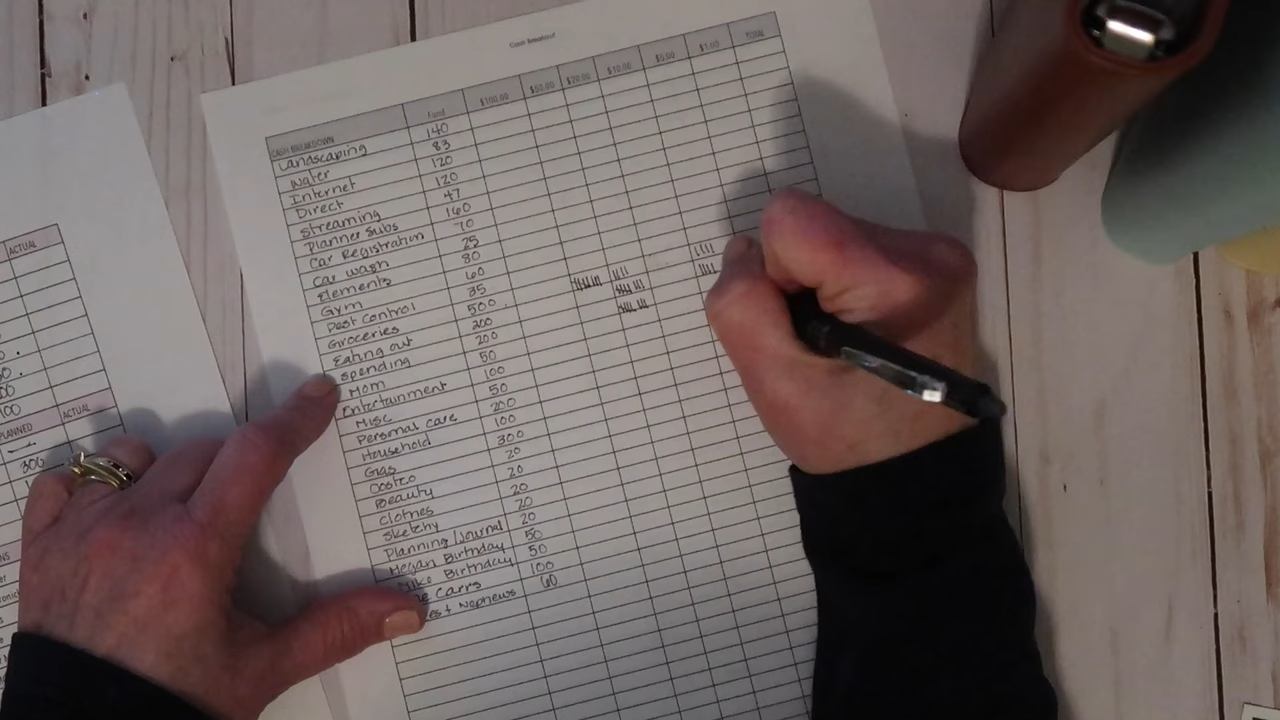 Cash Breakout
CASH BREAKDOWN Fund $100.00 $50.00 $20.00 $10.00 $5.00 $1.00 TOTAL
Landscaping 140
Water 83
Internet 120
Direct 120
Streaming 47
Planner Subs 160
Car Registration 70
Car wash 25
Elements 80
Gym 60
Pest Control 35
Groceries 500
Eating out 200
Spending 200
Mom 50
Entertainment 100
Misc 50
Personal care 200
Household 100
Gas 300
Costco 20
Beauty 20
Clothes 20
Sketchy 20
Planning/Journal 20
Megan Birthday 50
Mike Birthday 50
Carrs 100
+ Nephews 60
ACTUAL
100
PLANNED ACTUAL
300